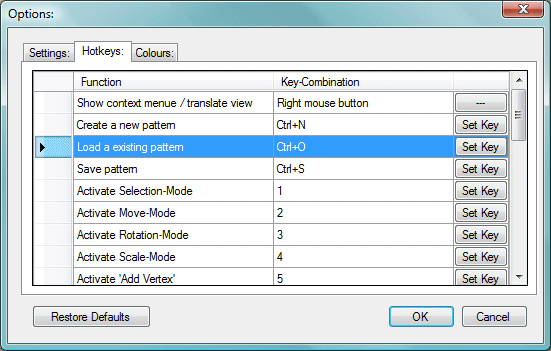 Options:
Settings: Hotkeys: Colours:
Function Key-Combination
Show context menue / translate view Right mouse button ---
Create a new pattern Ctrl+N Set Key
Load a existing pattern Ctrl+O Set Key
Save pattern Ctrl+S Set Key
Activate Selection-Mode 1 Set Key
Activate Move-Mode 2 Set Key
Activate Rotation-Mode 3 Set Key
Activate Scale-Mode 4 Set Key
Activate 'Add Vertex' 5 Set Key
Restore Defaults OK Cancel